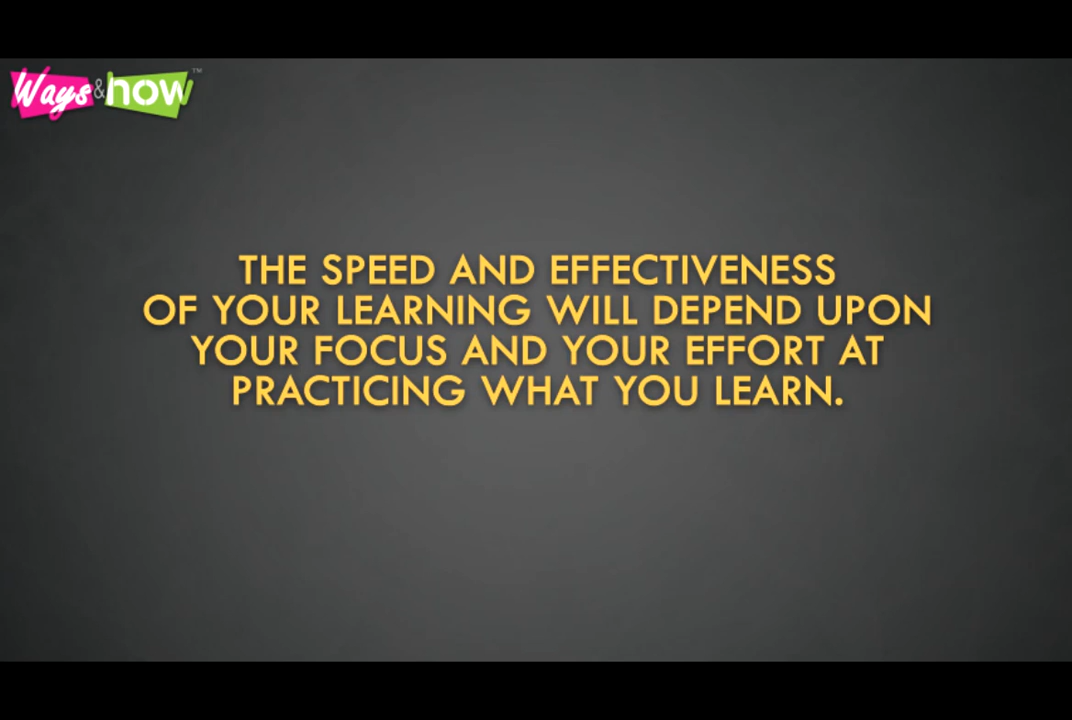 Ways & how ™
THE SPEED AND EFFECTIVENESS
OF YOUR LEARNING WILL DEPEND UPON
YOUR FOCUS AND YOUR EFFORT AT
PRACTICING WHAT YOU LEARN.